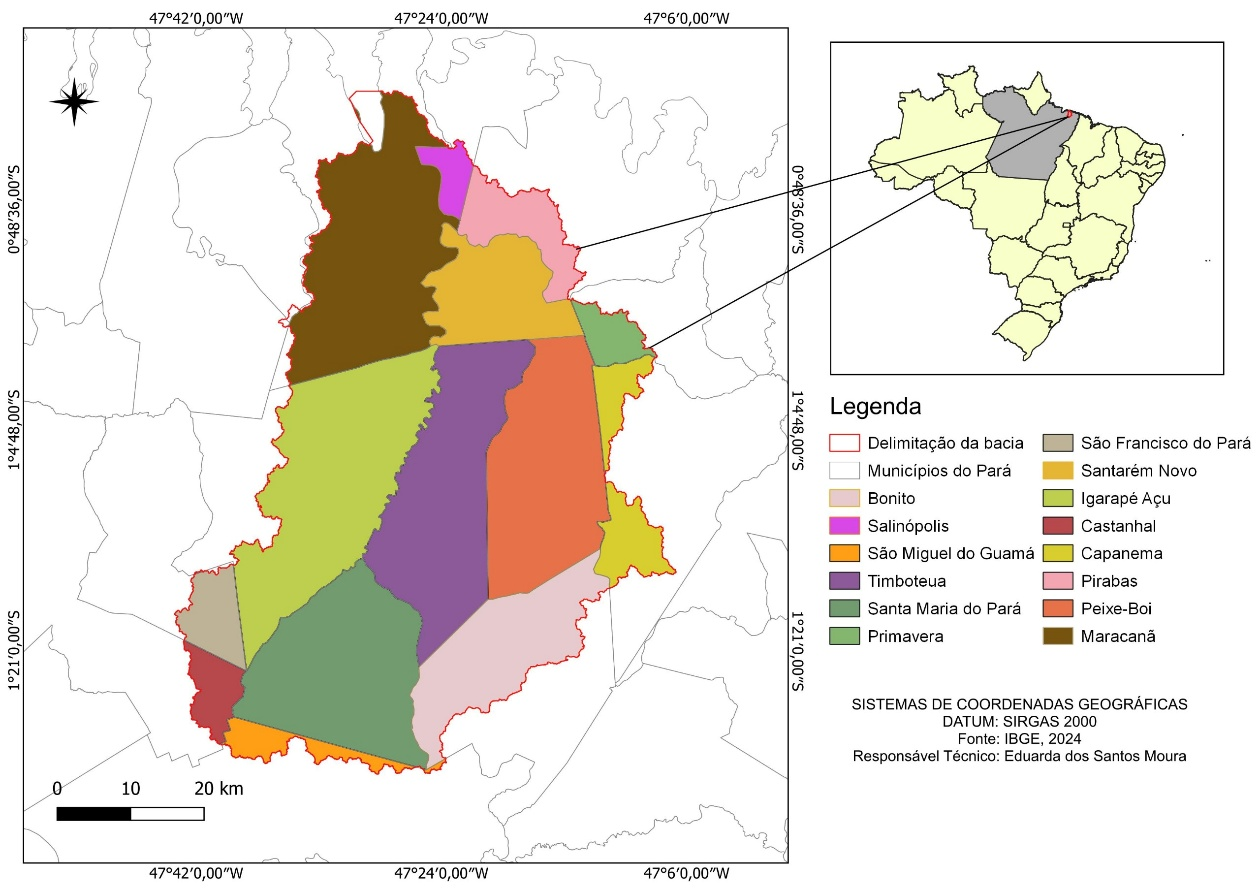 47°42'0,00"W 47°24'0,00"W 47°6'0,00"W
0°48'36,00"S
1°4'48,00"S
1°21'0,00"S
0°48'36,00"S
1°4'48,00"S
1°21'0,00"S
0 10 20 km
47°42'0,00"W 47°24'0,00"W 47°6'0,00"W
Legenda
Delimitação da bacia
Municípios do Pará
Bonito
Salinópolis
São Miguel do Guamá
Timboteua
Santa Maria do Pará
Primavera
São Francisco do Pará
Santarém Novo
Igarapé Açu
Castanhal
Capanema
Pirabas
Peixe-Boi
Maracanã
SISTEMAS DE COORDENADAS GEOGRÁFICAS
DATUM: SIRGAS 2000
Fonte: IBGE, 2024
Responsável Técnico: Eduarda dos Santos Moura